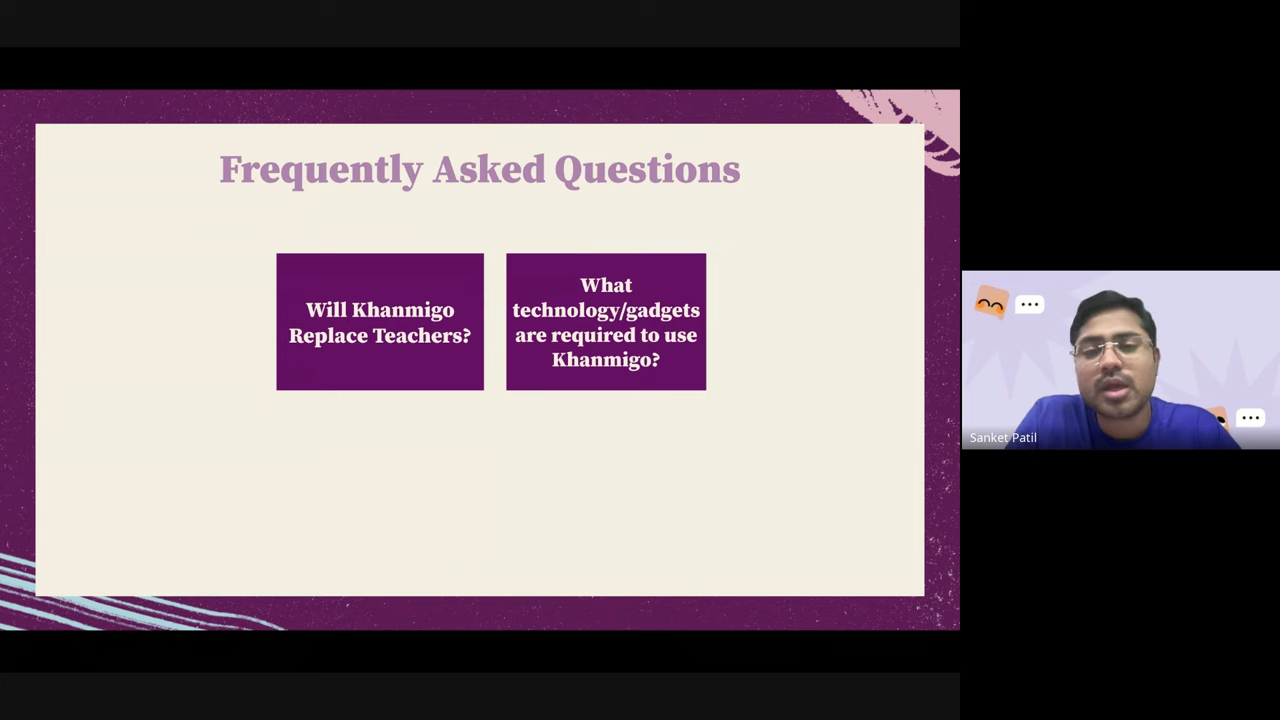 Frequently Asked Questions
Will Khanmigo
Replace Teachers?
What
technology/gadgets
are required to use
Khanmigo?
Sanket Patil